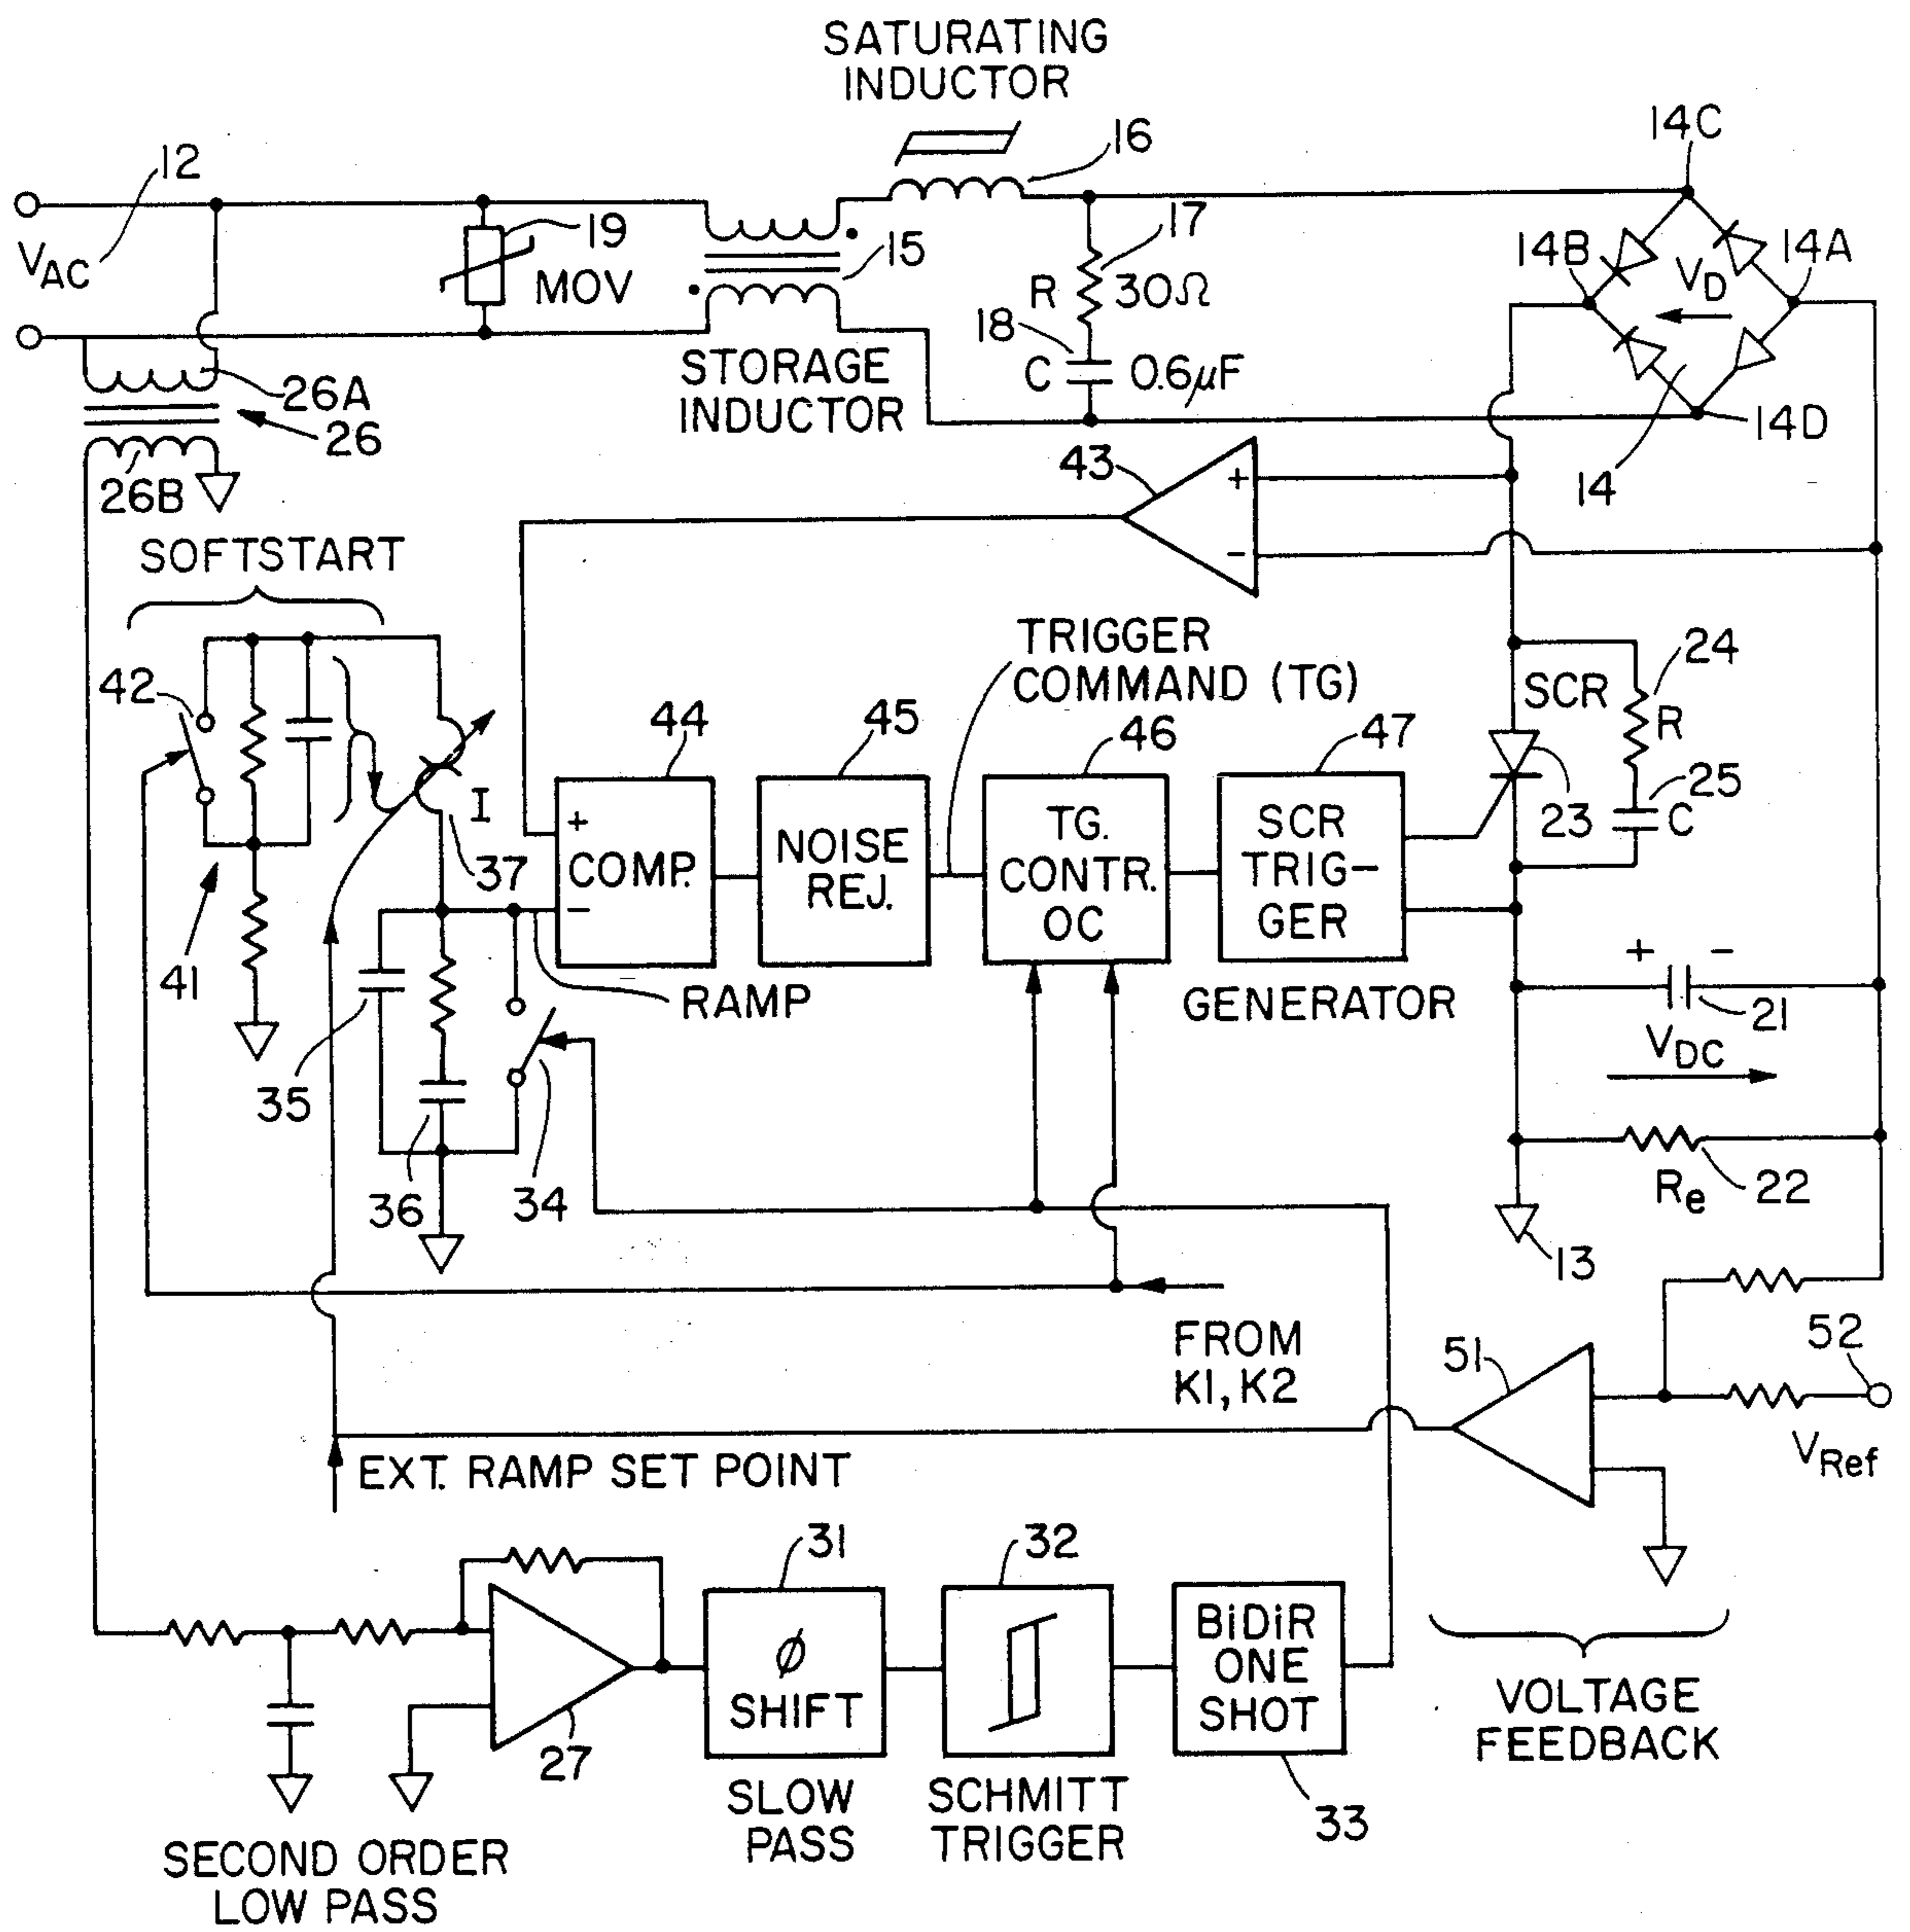 SATURATING
INDUCTOR
16
14C
12
VAC
19
MOV
15
17
R 30Ω
14B
VD
14A
18
C 0.6μF
STORAGE
INDUCTOR
26A
26
26B
14D
14
43
+
−
SOFTSTART
TRIGGER
COMMAND (TG)
24
SCR
R
42
44
45
46
47
I
37
+
COMP.
−
NOISE
REJ.
TG.
CONTR.
OC
SCR
TRIG-
GER
23
25
C
41
RAMP
GENERATOR
+ −
21
VDC
35
36
34
Re
22
13
FROM
K1, K2
51
52
VRef
EXT. RAMP SET POINT
31
32
ϕ
SHIFT
BiDiR
ONE
SHOT
27
33
SLOW
PASS
SCHMITT
TRIGGER
VOLTAGE
FEEDBACK
SECOND ORDER
LOW PASS